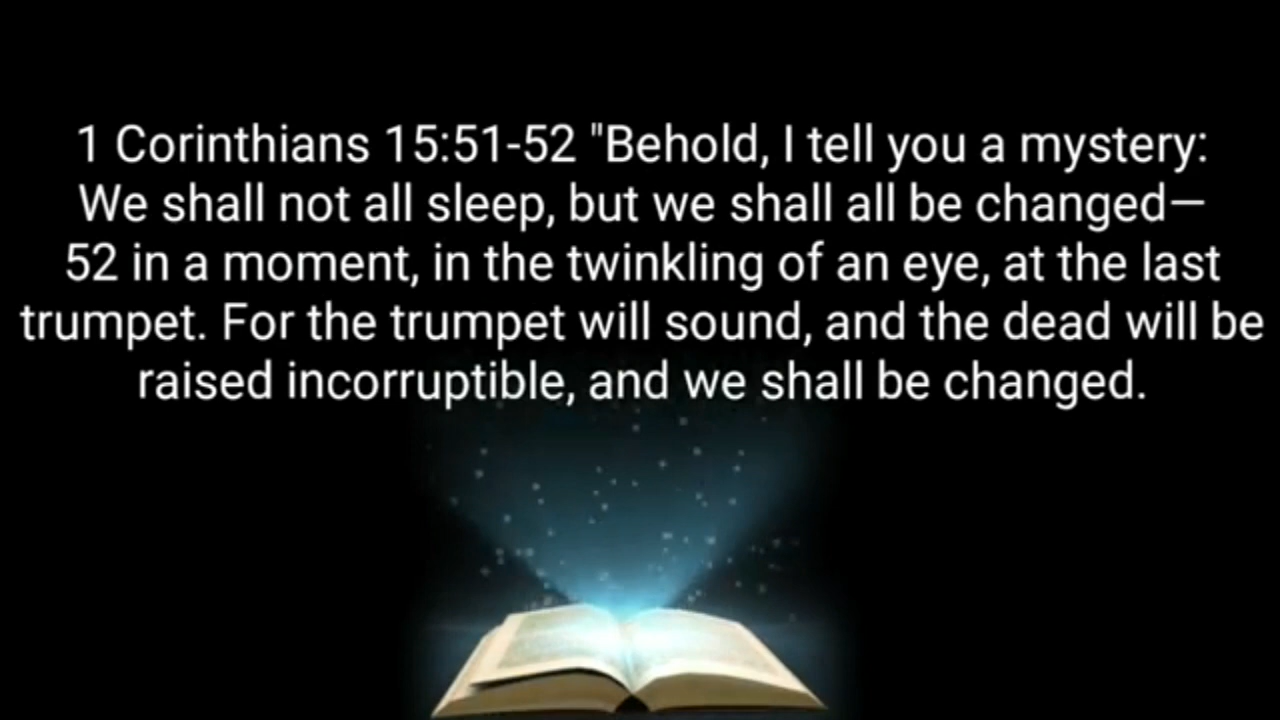 1 Corinthians 15:51-52 "Behold, I tell you a mystery:
We shall not all sleep, but we shall all be changed—
52 in a moment, in the twinkling of an eye, at the last
trumpet. For the trumpet will sound, and the dead will be
raised incorruptible, and we shall be changed.